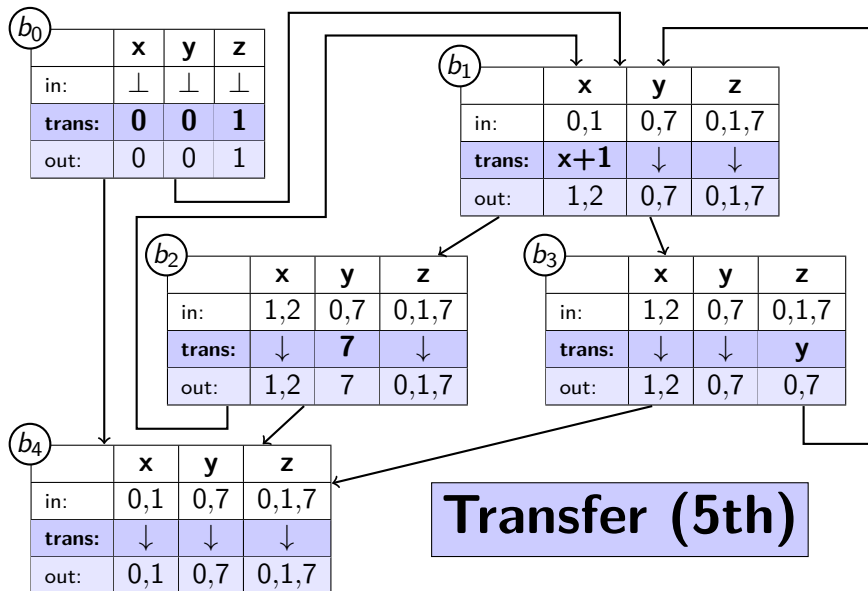 b0
x y z
in: ⊥ ⊥ ⊥
trans: 0 0 1
out: 0 0 1
b1
x y z
in: 0,1 0,7 0,1,7
trans: x+1 ↓ ↓
out: 1,2 0,7 0,1,7
b2
x y z
in: 1,2 0,7 0,1,7
trans: ↓ 7 ↓
out: 1,2 7 0,1,7
b3
x y z
in: 1,2 0,7 0,1,7
trans: ↓ ↓ y
out: 1,2 0,7 0,7
b4
x y z
in: 0,1 0,7 0,1,7
trans: ↓ ↓ ↓
out: 0,1 0,7 0,1,7
Transfer (5th)